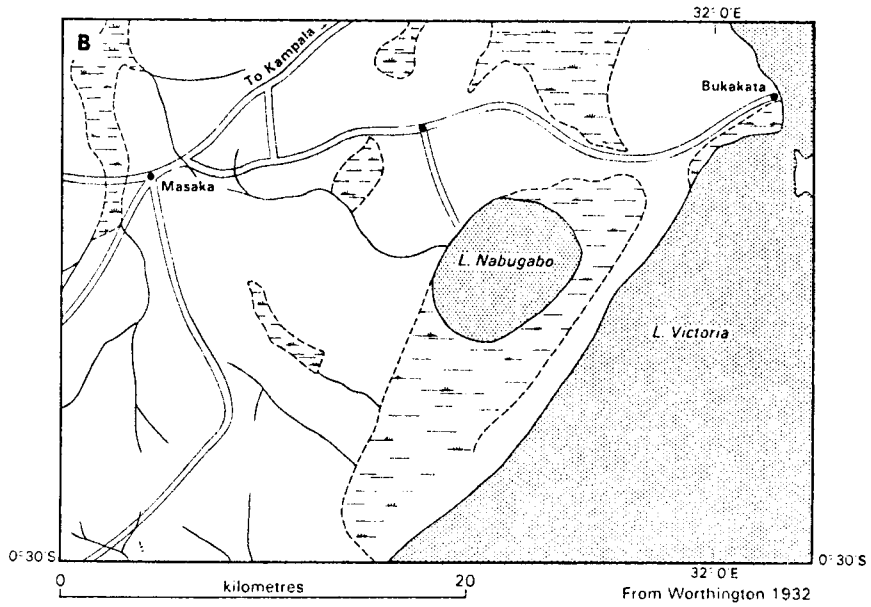 32° 0'E
B
To Kampala
Bukakata
Masaka
L. Nabugabo
L. Victoria
0° 30'S
0° 30'S
32° 0'E
0
20
kilometres
From Worthington 1932